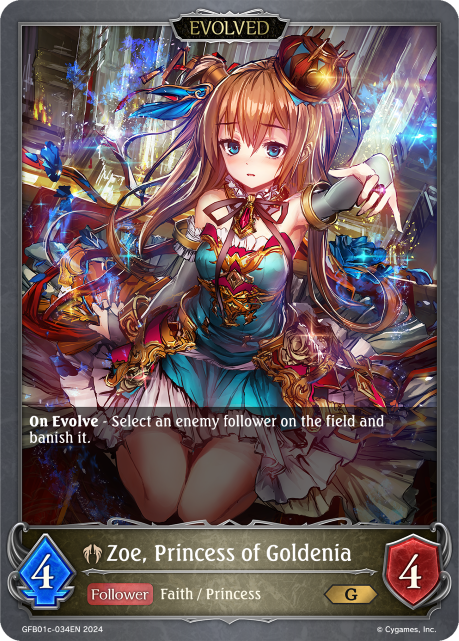 EVOLVED
On Evolve - Select an enemy follower on the field and
banish it.
Zoe, Princess of Goldenia
4
4
Follower Faith / Princess G
GFB01c-034EN 2024 © Cygames, Inc.